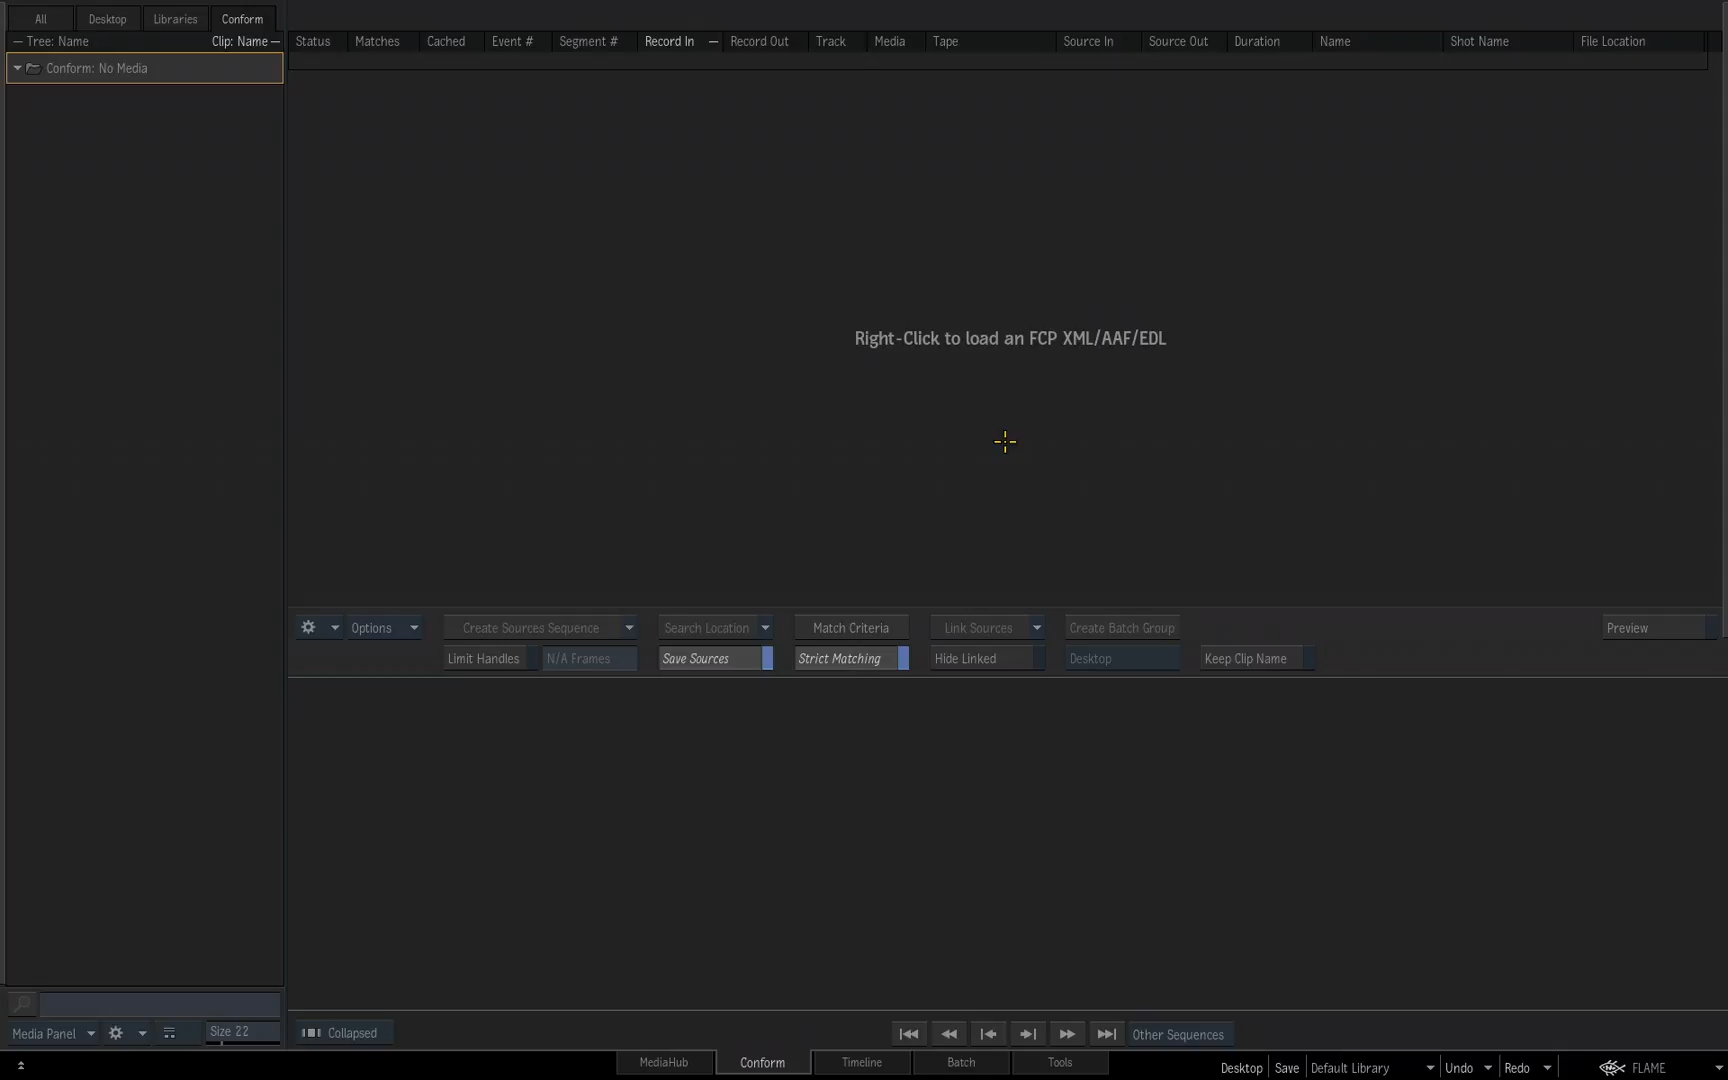 All Desktop Libraries Conform
Tree: Name Clip: Name Status Matches Cached Event # Segment # Record In Record Out Track Media Tape Source In Source Out Duration Name Shot Name File Location
Conform: No Media
Right-Click to load an FCP XML/AAF/EDL
Options Create Sources Sequence Search Location Match Criteria Link Sources Create Batch Group Preview
Limit Handles N/A Frames Save Sources Strict Matching Hide Linked Desktop Keep Clip Name
Media Panel Size 22 Collapsed Other Sequences
MediaHub Conform Timeline Batch Tools Desktop Save Default Library Undo Redo FLAME